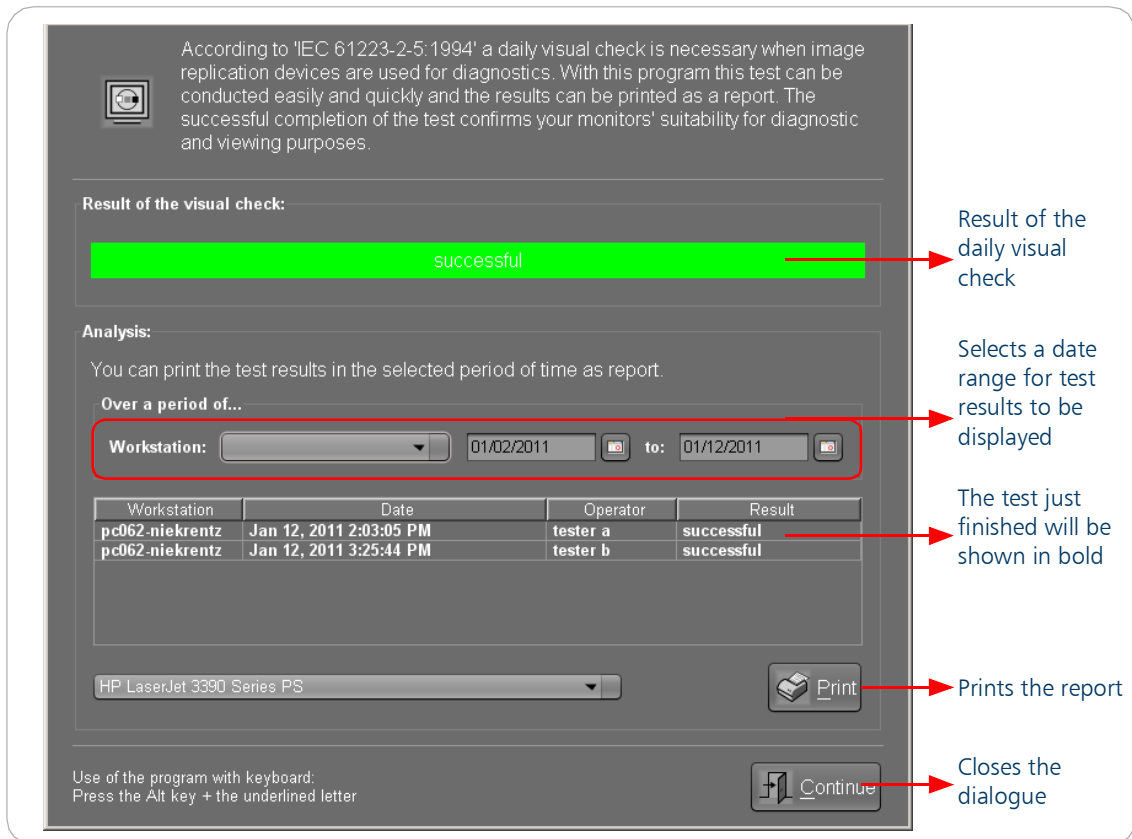 According to 'IEC 61223-2-5:1994' a daily visual check is necessary when image
replication devices are used for diagnostics. With this program this test can be
conducted easily and quickly and the results can be printed as a report. The
successful completion of the test confirms your monitors' suitability for diagnostic
and viewing purposes.
Result of the visual check:
successful
Result of the
daily visual
check
Analysis:
You can print the test results in the selected period of time as report.
Over a period of...
Workstation: 01/02/2011 to: 01/12/2011
Selects a date
range for test
results to be
displayed
Workstation Date Operator Result
pc062-niekrentz Jan 12, 2011 2:03:05 PM tester a successful
pc062-niekrentz Jan 12, 2011 3:25:44 PM tester b successful
The test just
finished will be
shown in bold
HP LaserJet 3390 Series PS
Print
Prints the report
Use of the program with keyboard:
Press the Alt key + the underlined letter
Continue
Closes the
dialogue